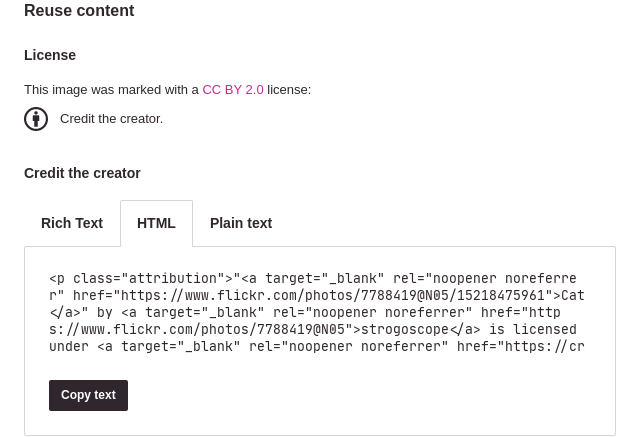 Reuse content
License
This image was marked with a CC BY 2.0 license:
Credit the creator.
Credit the creator
Rich Text HTML Plain text
<p class="attribution">"<a target="_blank" rel="noopener noreferre
r" href="https://www.flickr.com/photos/7788419@N05/15218475961">Cat
</a>" by <a target="_blank" rel="noopener noreferrer" href="http
s://www.flickr.com/photos/7788419@N05">strogoscope</a> is licensed
under <a target="_blank" rel="noopener noreferrer" href="https://cr
Copy text